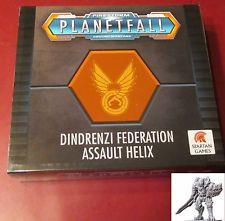 FIRESTORM
PLANETFALL
DINDRENZI FEDERATION
ASSAULT HELIX
SPARTAN
GAMES